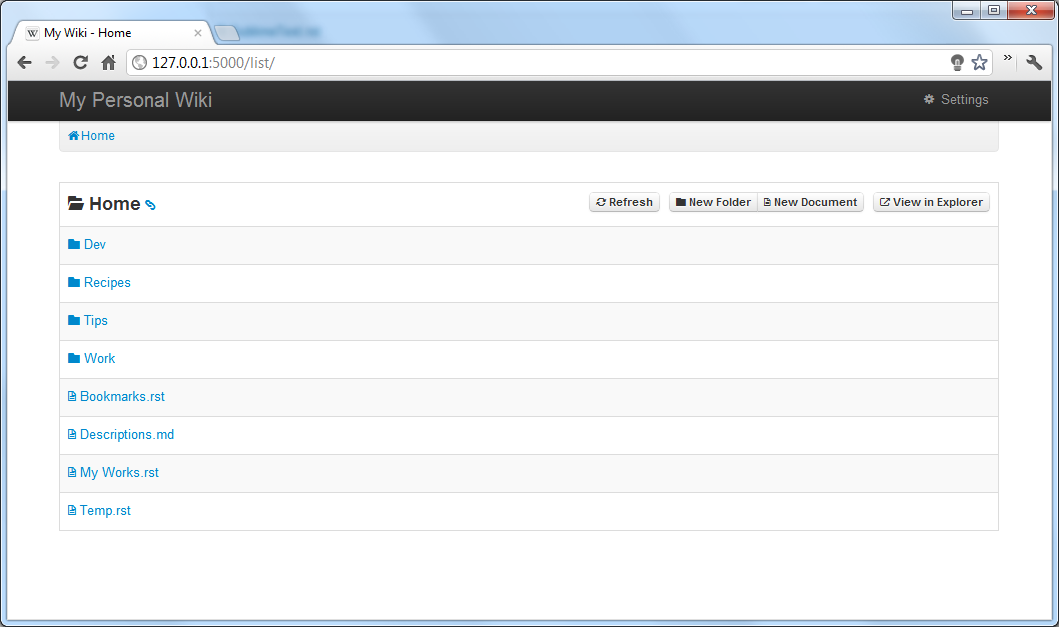 My Wiki - Home
127.0.0.1:5000/list/
My Personal Wiki
Settings
Home
Home
Refresh
New Folder
New Document
View in Explorer
Dev
Recipes
Tips
Work
Bookmarks.rst
Descriptions.md
My Works.rst
Temp.rst